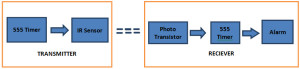 555 Timer
IR Sensor
TRANSMITTER
Photo
Transistor
555
Timer
Alarm
RECIEVER